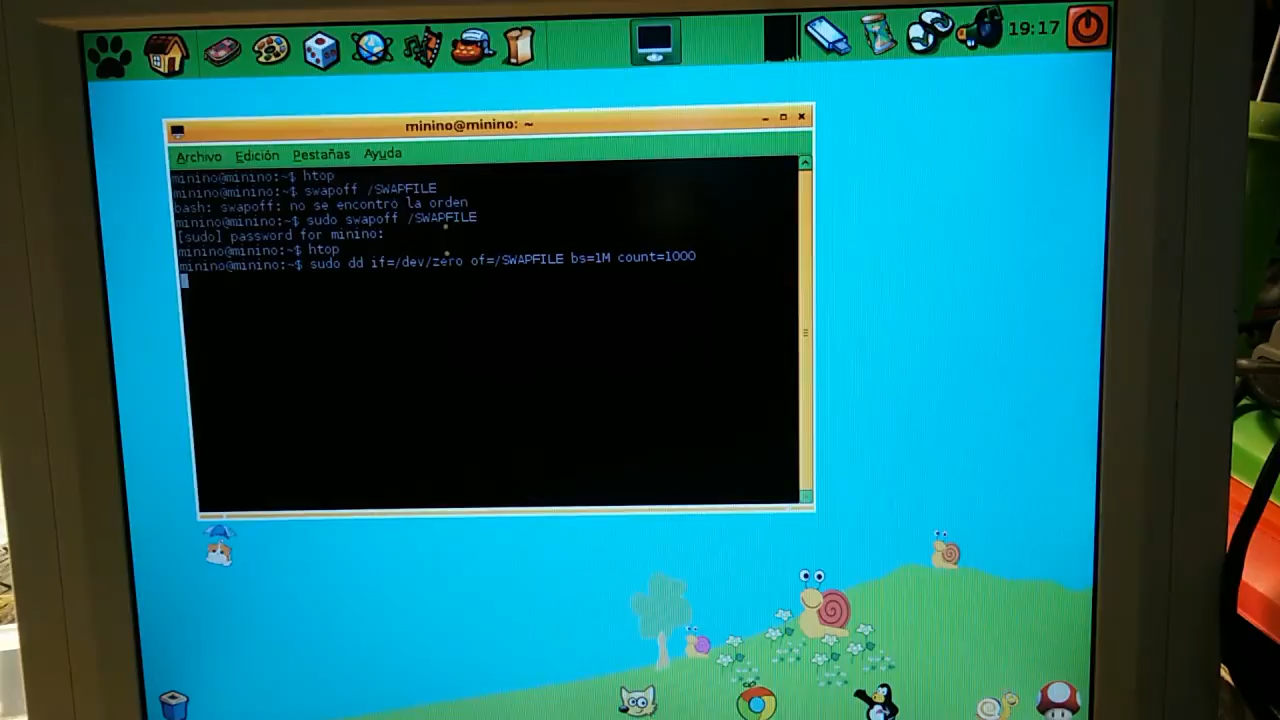 19:17
minino@minino: ~
Archivo Edición Pestañas Ayuda
minino@minino:~$ htop
minino@minino:~$ swapoff /SWAPFILE
bash: swapoff: no se encontro la orden
minino@minino:~$ sudo swapoff /SWAPFILE
[sudo] password for minino:
minino@minino:~$ htop
minino@minino:~$ sudo dd if=/dev/zero of=/SWAPFILE bs=1M count=1000